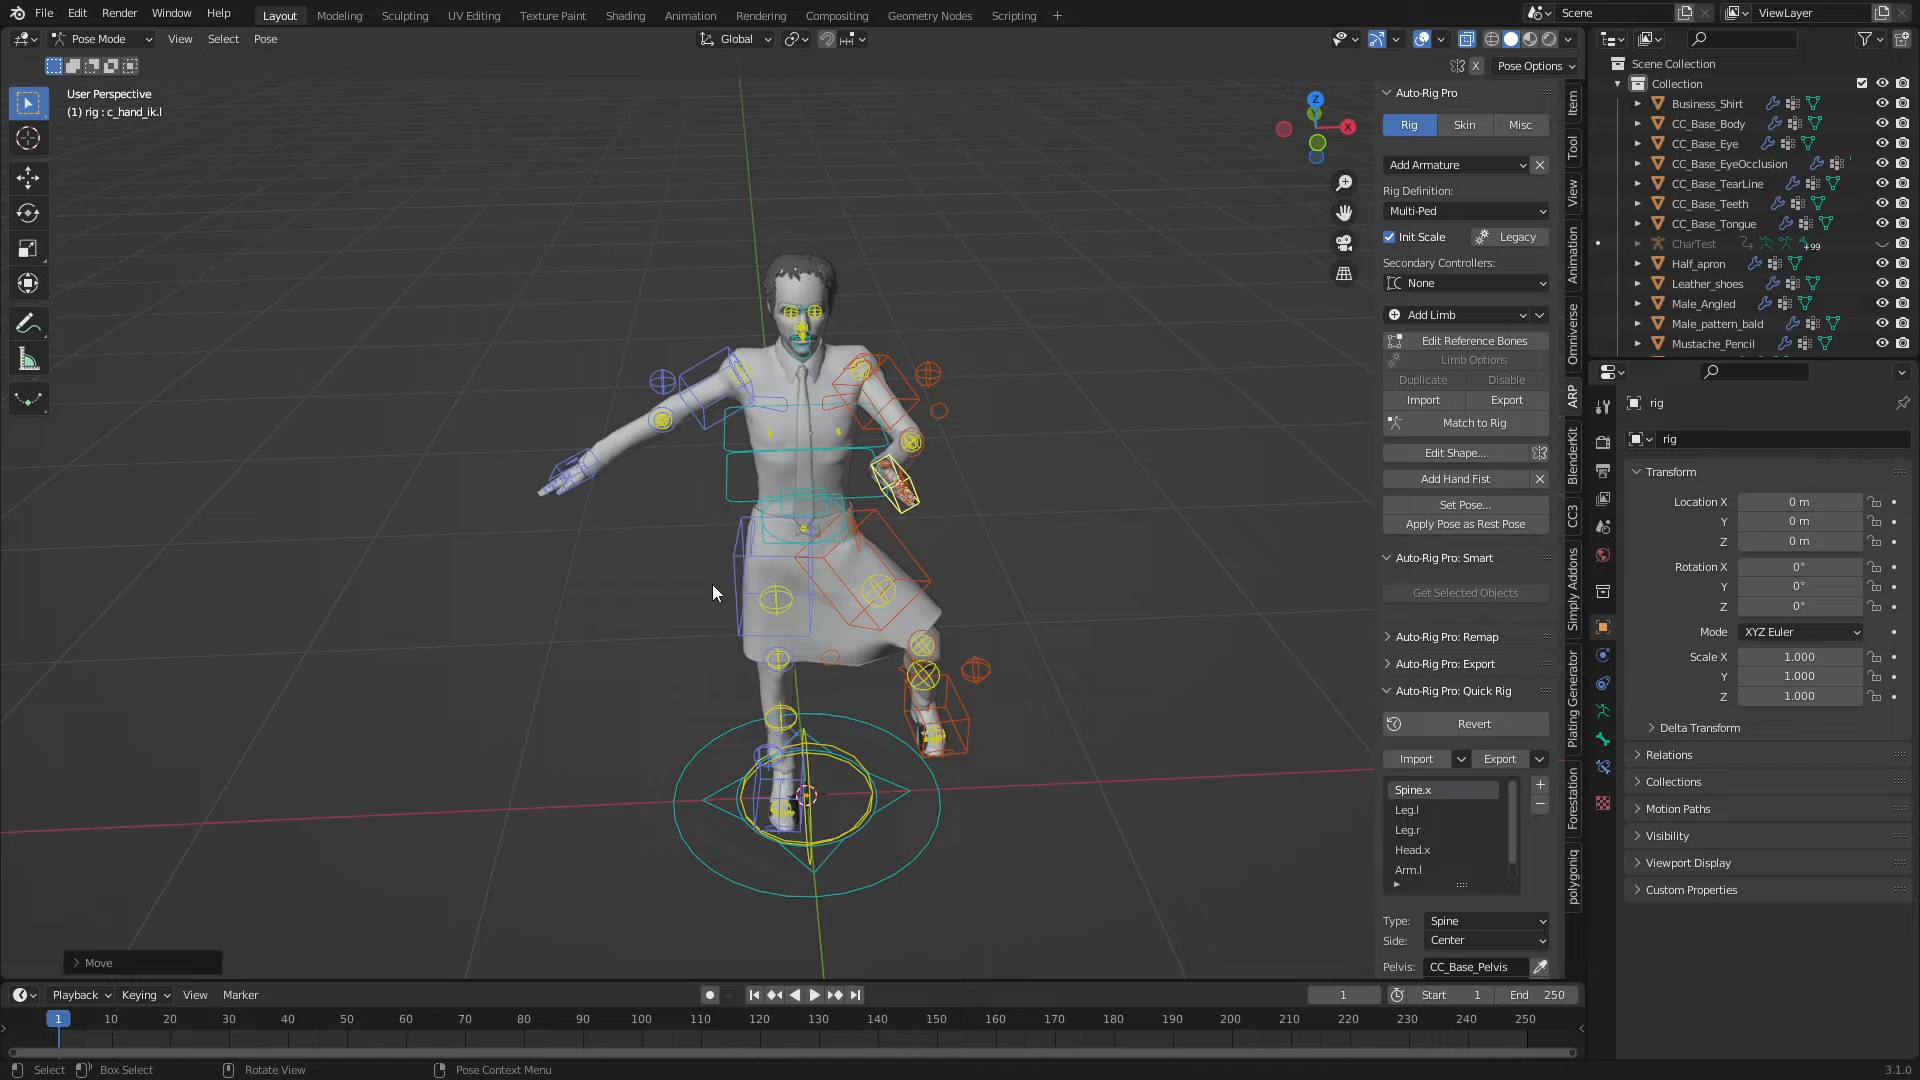 File Edit Render Window Help Layout Modeling Sculpting UV Editing Texture Paint Shading Animation Rendering Compositing Geometry Nodes Scripting + Scene ViewLayer
Pose Mode View Select Pose Global
X Pose Options
User Perspective
(1) rig : c_hand_ik.l
Z
X
Auto-Rig Pro
Rig Skin Misc
Add Armature
Rig Definition:
Multi-Ped
Init Scale Legacy
Secondary Controllers:
None
Add Limb
Edit Reference Bones
Limb Options
Duplicate Disable
Import Export
Match to Rig
Edit Shape...
Add Hand Fist
Set Pose...
Apply Pose as Rest Pose
Auto-Rig Pro: Smart
Get Selected Objects
Auto-Rig Pro: Remap
Auto-Rig Pro: Export
Auto-Rig Pro: Quick Rig
Revert
Import Export
Spine.x
Leg.l
Leg.r
Head.x
Arm.l
Type: Spine
Side: Center
Pelvis: CC_Base_Pelvis
Item
Tool
View
Animation
Omniverse
ARP
BlenderKit
CC3
Simply Addons
Plating Generator
Forestation
polygoniq
Scene Collection
Collection
Business_Shirt
CC_Base_Body
CC_Base_Eye
CC_Base_EyeOcclusion
CC_Base_TearLine
CC_Base_Teeth
CC_Base_Tongue
CharTest +99
Half_apron
Leather_shoes
Male_Angled
Male_pattern_bald
Mustache_Pencil
rig
rig
Transform
Location X 0 m
Y 0 m
Z 0 m
Rotation X 0°
Y 0°
Z 0°
Mode XYZ Euler
Scale X 1.000
Y 1.000
Z 1.000
Delta Transform
Relations
Collections
Motion Paths
Visibility
Viewport Display
Custom Properties
Move
Playback Keying View Marker 1 Start 1 End 250
1 10 20 30 40 50 60 70 80 90 100 110 120 130 140 150 160 170 180 190 200 210 220 230 240 250
Select Box Select Rotate View Pose Context Menu 3.1.0